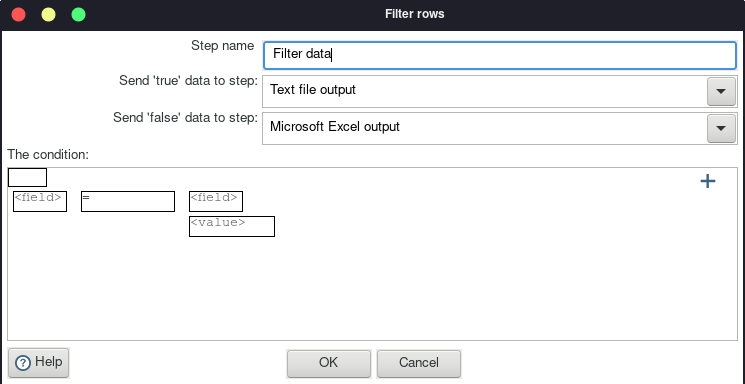 Filter rows
Step name Filter data
Send 'true' data to step: Text file output
Send 'false' data to step: Microsoft Excel output
The condition:
<field> = <field>
<value>
Help OK Cancel